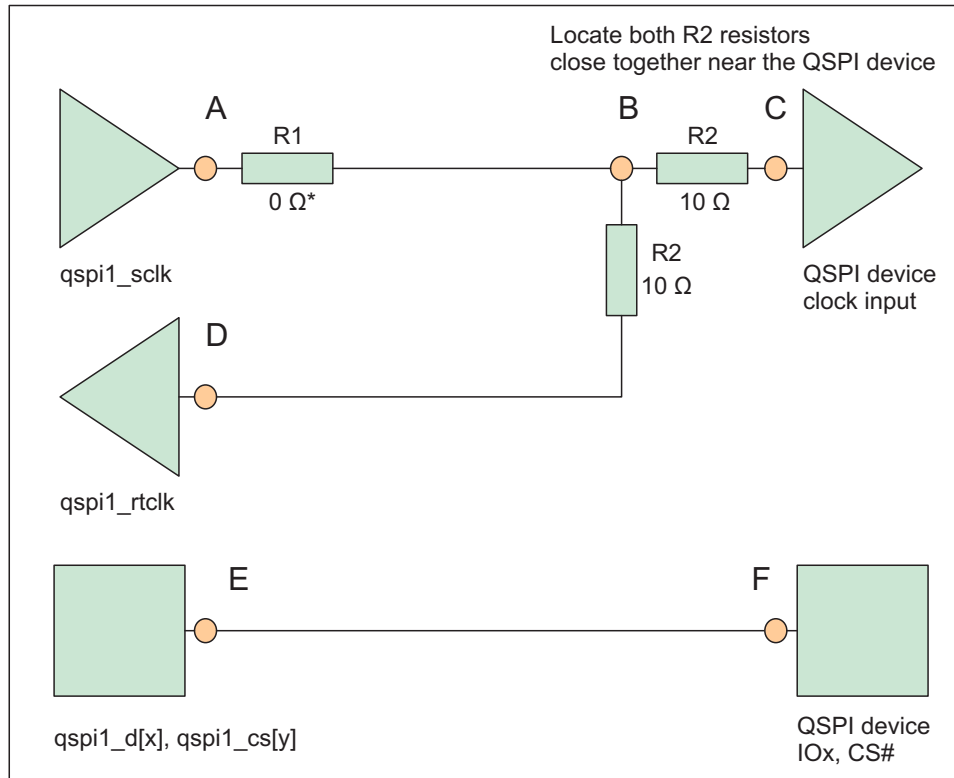 Locate both R2 resistors
close together near the QSPI device
A
B
C
R1
R2
0 Ω*
10 Ω
R2
10 Ω
qspi1_sclk
QSPI device
clock input
D
qspi1_rtclk
E
F
qspi1_d[x], qspi1_cs[y]
QSPI device
IOx, CS#